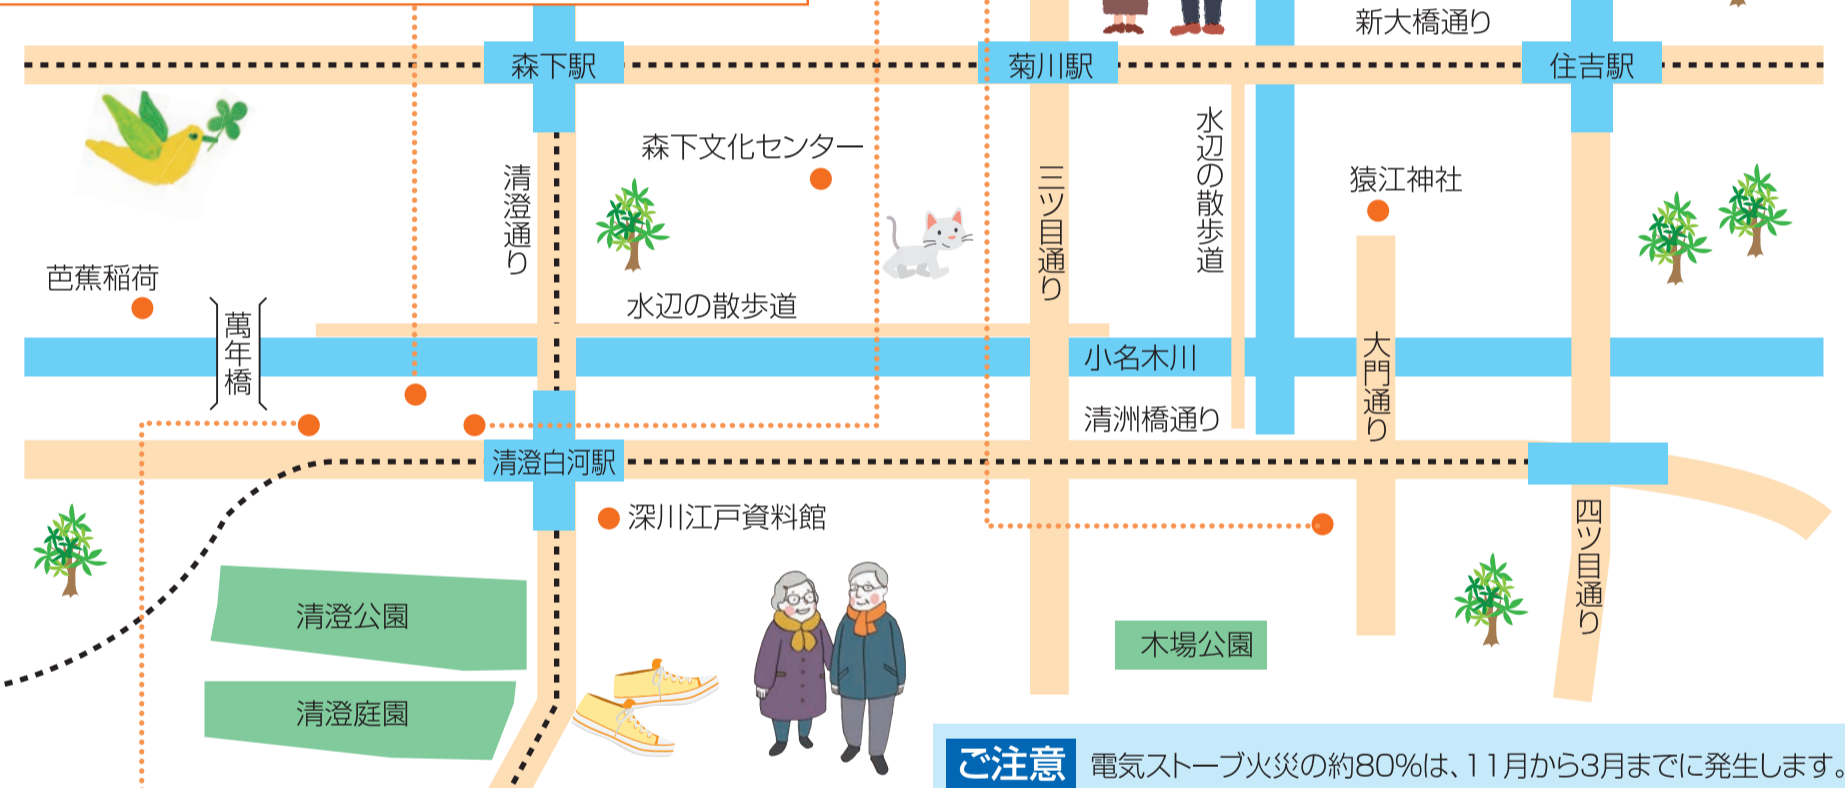 新大橋通り
森下駅
菊川駅
住吉駅
森下文化センター
清澄通り
三ツ目通り
水辺の散歩道
猿江神社
芭蕉稲荷
萬年橋
水辺の散歩道
小名木川
大門通り
清洲橋通り
清澄白河駅
深川江戸資料館
四ツ目通り
清澄公園
木場公園
清澄庭園
ご注意 電気ストーブ火災の約80%は、11月から3月までに発生します。